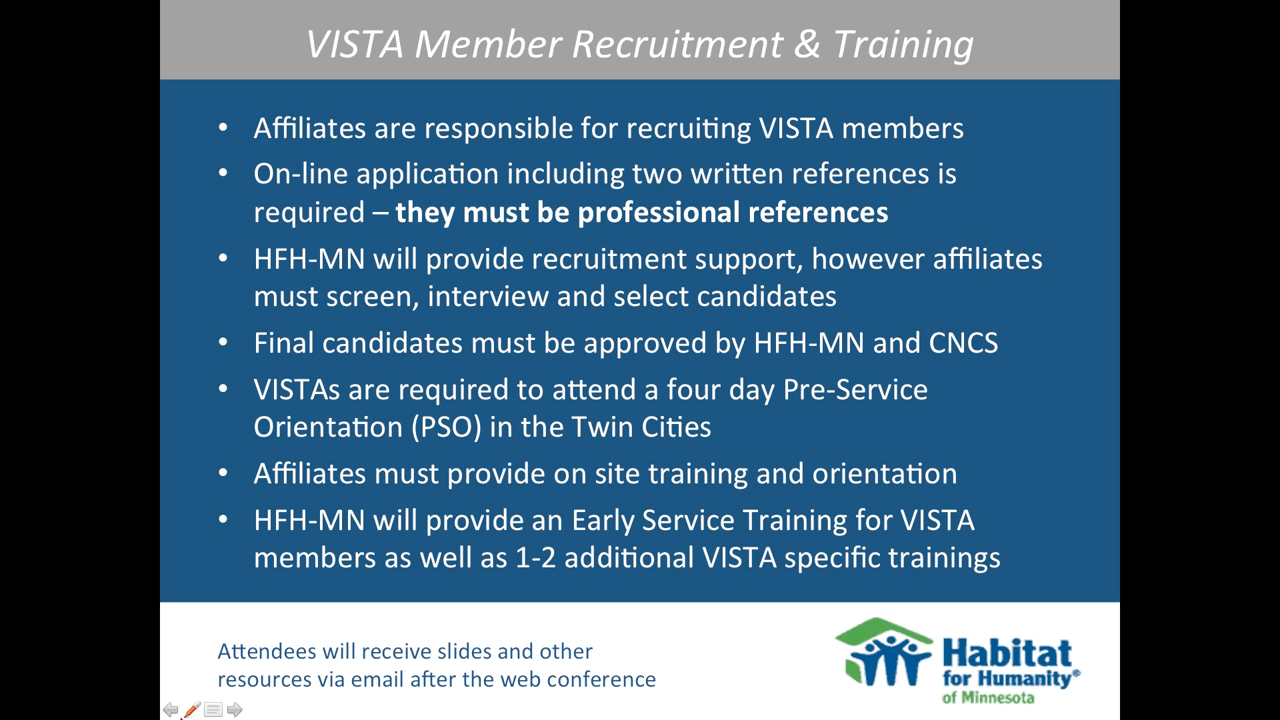 VISTA Member Recruitment & Training
• Affiliates are responsible for recruiting VISTA members
• On-line application including two written references is
required – they must be professional references
• HFH-MN will provide recruitment support, however affiliates
must screen, interview and select candidates
• Final candidates must be approved by HFH-MN and CNCS
• VISTAs are required to attend a four day Pre-Service
Orientation (PSO) in the Twin Cities
• Affiliates must provide on site training and orientation
• HFH-MN will provide an Early Service Training for VISTA
members as well as 1-2 additional VISTA specific trainings
Attendees will receive slides and other
resources via email after the web conference
Habitat
for Humanity®
of Minnesota